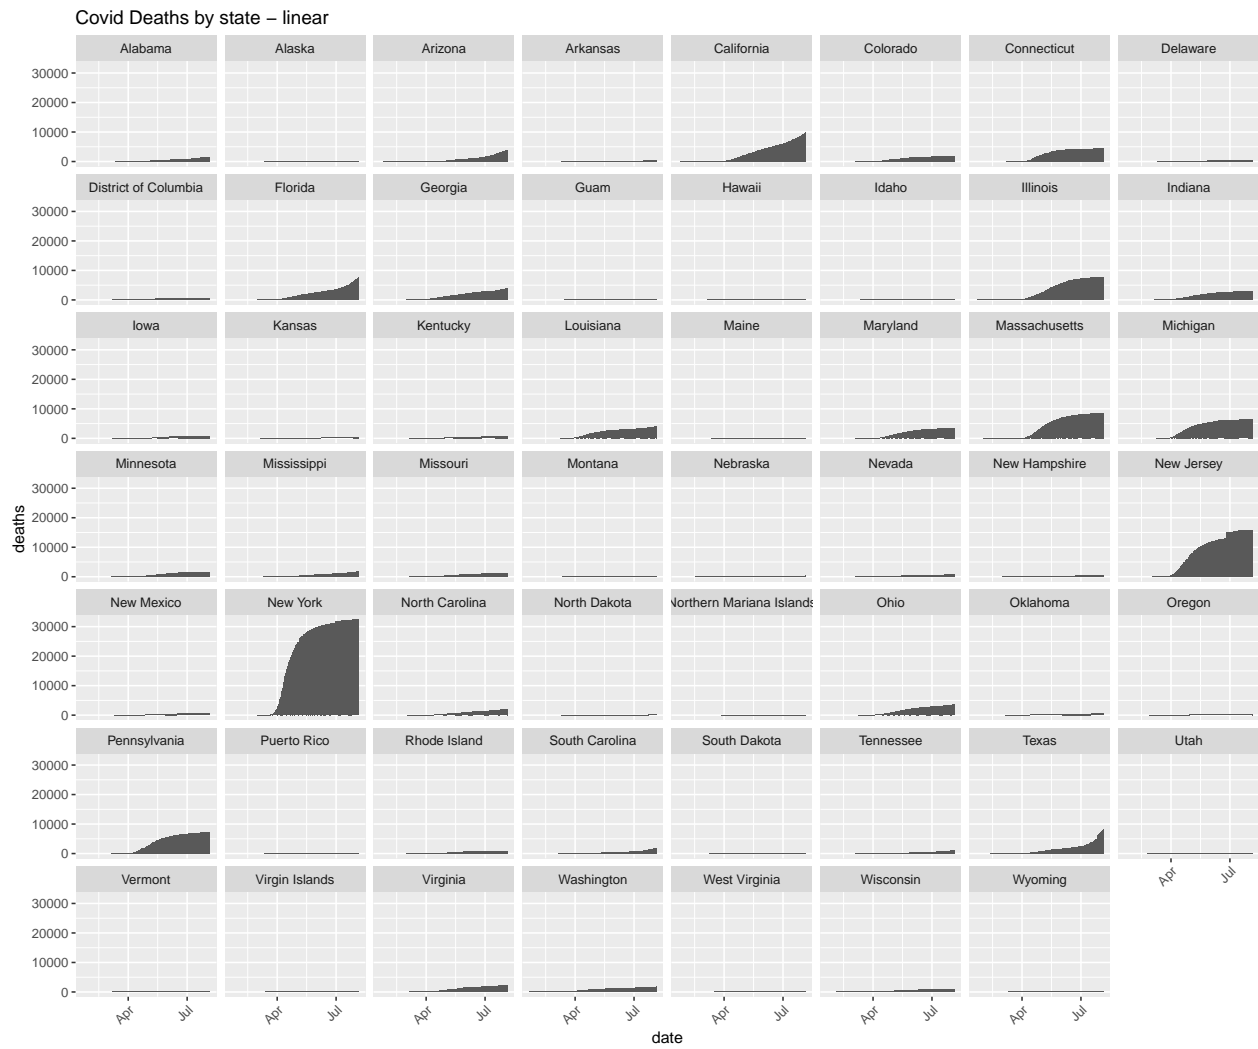 Covid Deaths by state − linear
Alabama Alaska Arizona Arkansas California Colorado Connecticut Delaware
30000
20000
10000
0
District of Columbia Florida Georgia Guam Hawaii Idaho Illinois Indiana
30000
20000
10000
0
Iowa Kansas Kentucky Louisiana Maine Maryland Massachusetts Michigan
30000
20000
10000
0
Minnesota Mississippi Missouri Montana Nebraska Nevada New Hampshire New Jersey
30000
20000
10000
0
deaths
New Mexico New York North Carolina North Dakota Northern Mariana Islands Ohio Oklahoma Oregon
30000
20000
10000
0
Pennsylvania Puerto Rico Rhode Island South Carolina South Dakota Tennessee Texas Utah
30000
20000
10000
0
Apr Jul
Vermont Virgin Islands Virginia Washington West Virginia Wisconsin Wyoming
30000
20000
10000
0
Apr Jul Apr Jul Apr Jul Apr Jul Apr Jul Apr Jul Apr Jul
date